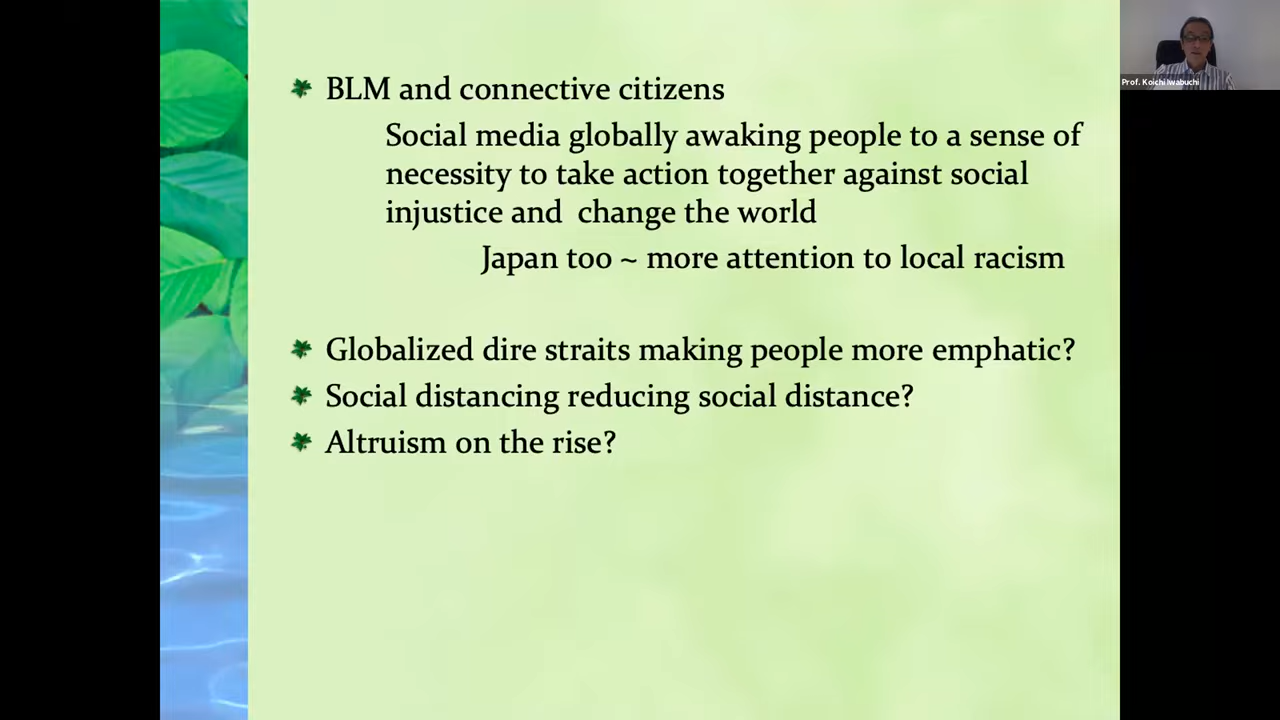 BLM and connective citizens
Social media globally awaking people to a sense of
necessity to take action together against social
injustice and  change the world
Japan too ~ more attention to local racism
Globalized dire straits making people more emphatic?
Social distancing reducing social distance?
Altruism on the rise?
Prof. Koichi Iwabuchi